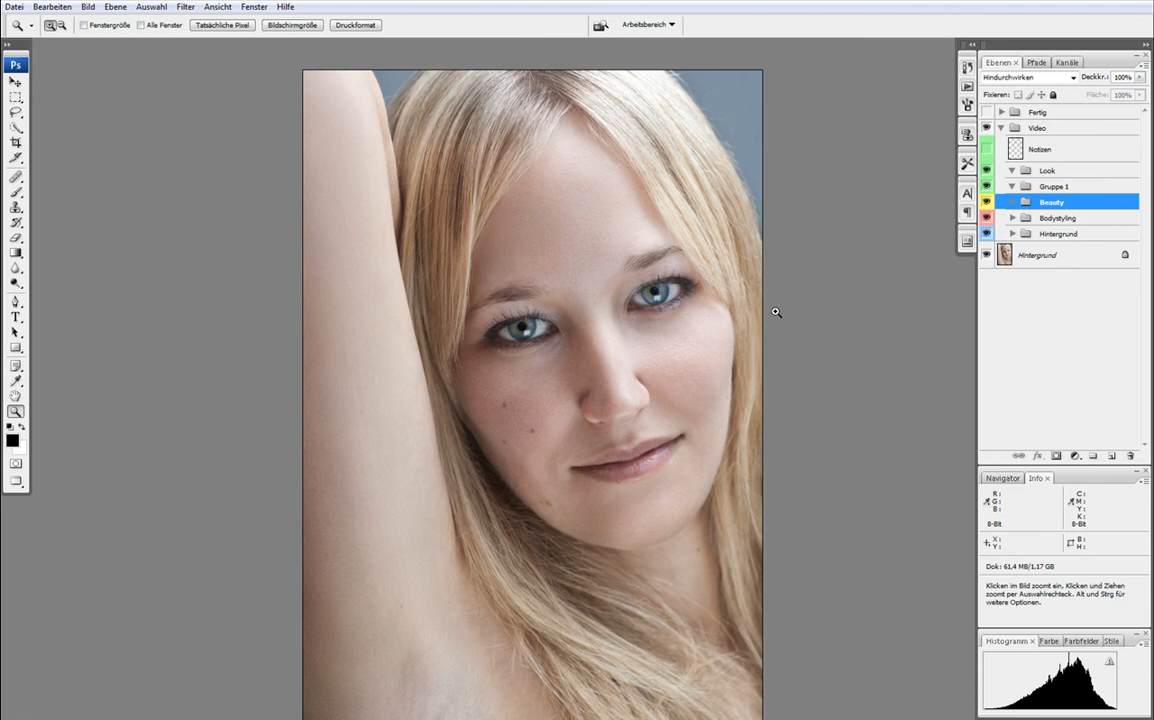 Datei Bearbeiten Bild Ebene Auswahl Filter Ansicht Fenster Hilfe
Fenstergröße Alle Fenster Tatsächliche Pixel Bildschirmgröße Druckformat Arbeitsbereich
Ps
Ebenen × Pfade Kanäle
Hindurchwirken Deckkr.: 100%
Fixieren: Fläche: 100%
Fertig
Video
Notizen
Look
Gruppe 1
Beauty
Bodystyling
Hintergrund
Hintergrund
Navigator Info ×
R: C:
G: M:
B: Y:
K:
8-Bit 8-Bit
X: B:
Y: H:
Dok: 61,4 MB/1,17 GB
Klicken im Bild zoomt ein, Klicken und Ziehen
zoomt per Auswahlrechteck. Alt und Strg für
weitere Optionen.
Histogramm × Farbe Farbfelder Stile